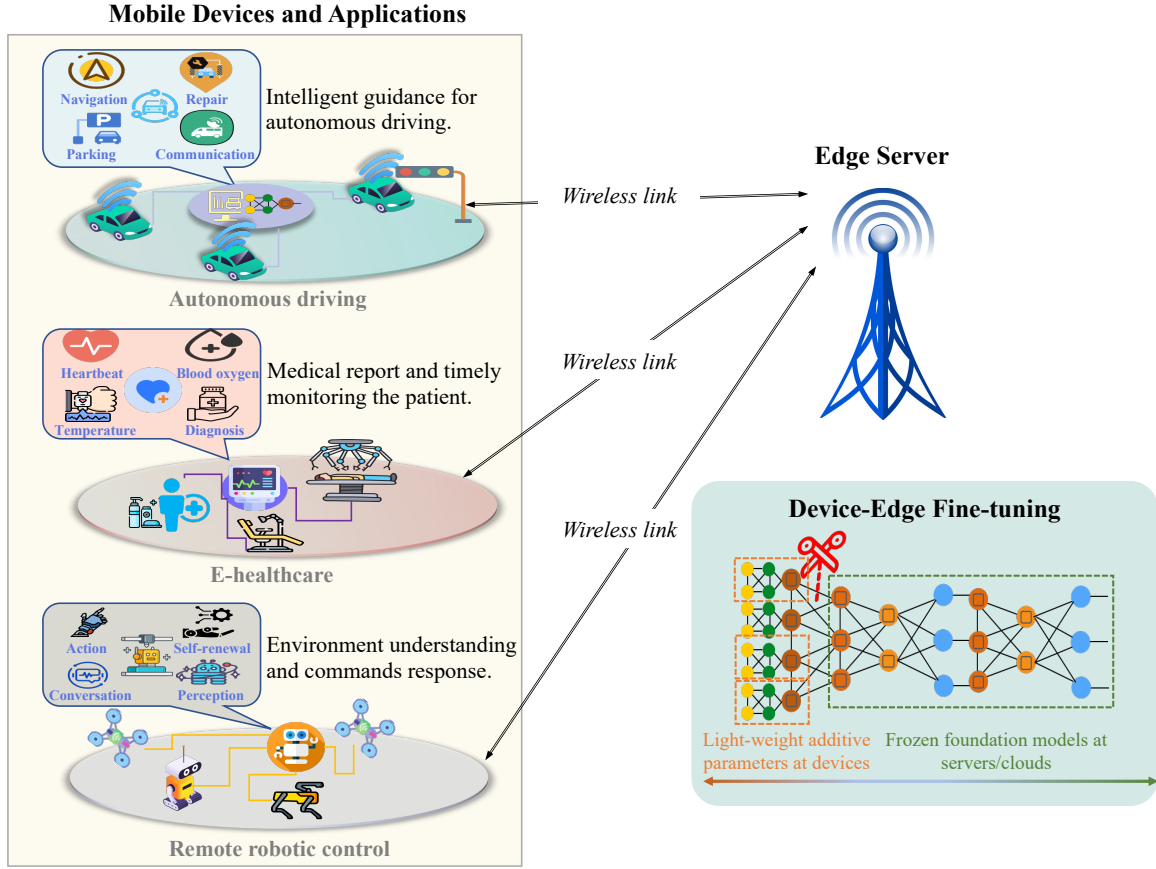 Mobile Devices and Applications
Navigation
Repair
P
Parking
Communication
Intelligent guidance for
autonomous driving.
Autonomous driving
Heartbeat
Blood oxygen
Temperature
Diagnosis
Medical report and timely
monitoring the patient.
E-healthcare
Action
Self-renewal
Conversation
Perception
Environment understanding
and commands response.
Remote robotic control
Wireless link
Wireless link
Wireless link
Edge Server
Device-Edge Fine-tuning
Light-weight additive
parameters at devices
Frozen foundation models at
servers/clouds